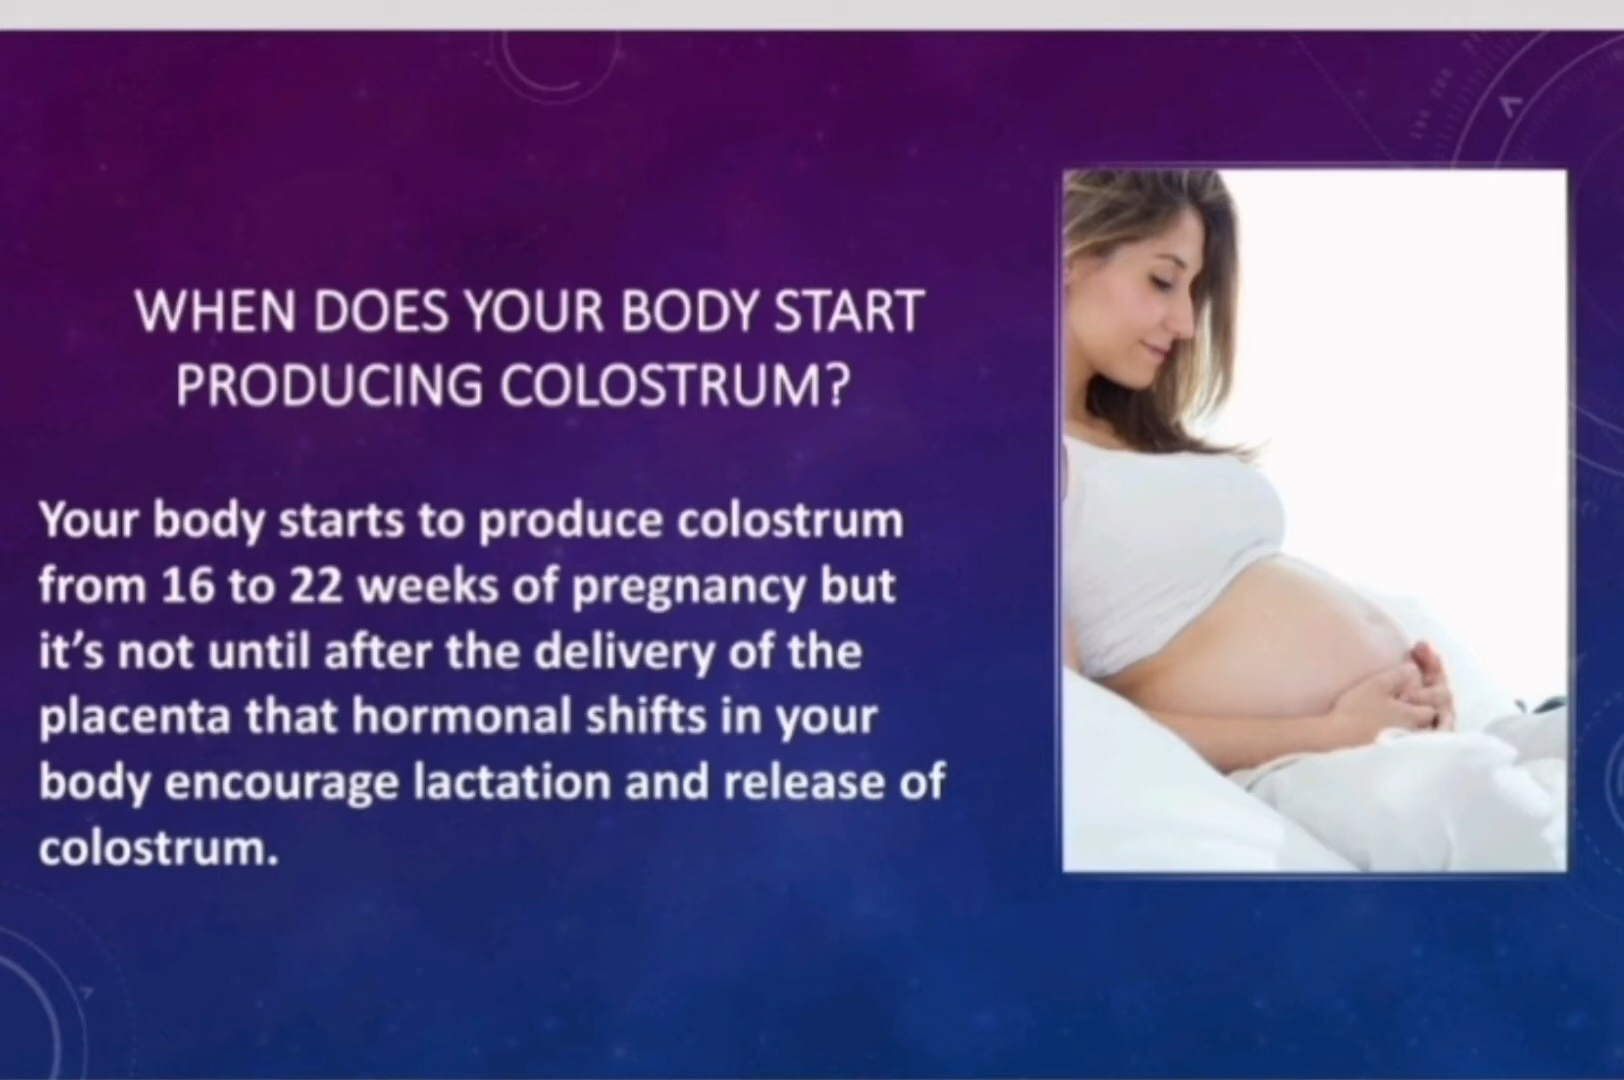 WHEN DOES YOUR BODY START
PRODUCING COLOSTRUM?
Your body starts to produce colostrum
from 16 to 22 weeks of pregnancy but
it’s not until after the delivery of the
placenta that hormonal shifts in your
body encourage lactation and release of
colostrum.